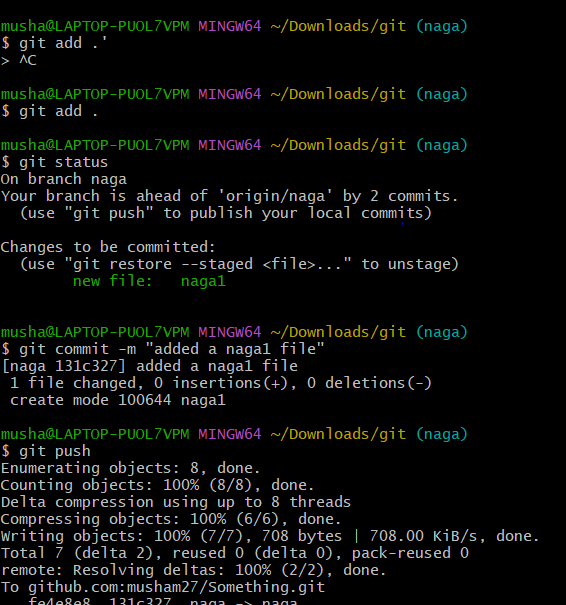 musha@LAPTOP-PUOL7VPM MINGW64 ~/Downloads/git (naga)
$ git add .'
> ^C
musha@LAPTOP-PUOL7VPM MINGW64 ~/Downloads/git (naga)
$ git add .
musha@LAPTOP-PUOL7VPM MINGW64 ~/Downloads/git (naga)
$ git status
On branch naga
Your branch is ahead of 'origin/naga' by 2 commits.
  (use "git push" to publish your local commits)
Changes to be committed:
  (use "git restore --staged <file>..." to unstage)
        new file:   naga1
musha@LAPTOP-PUOL7VPM MINGW64 ~/Downloads/git (naga)
$ git commit -m "added a naga1 file"
[naga 131c327] added a naga1 file
 1 file changed, 0 insertions(+), 0 deletions(-)
 create mode 100644 naga1
musha@LAPTOP-PUOL7VPM MINGW64 ~/Downloads/git (naga)
$ git push
Enumerating objects: 8, done.
Counting objects: 100% (8/8), done.
Delta compression using up to 8 threads
Compressing objects: 100% (6/6), done.
Writing objects: 100% (7/7), 708 bytes | 708.00 KiB/s, done.
Total 7 (delta 2), reused 0 (delta 0), pack-reused 0
remote: Resolving deltas: 100% (2/2), done.
To github.com:musham27/Something.git
   fe4e8e8..131c327  naga -> naga